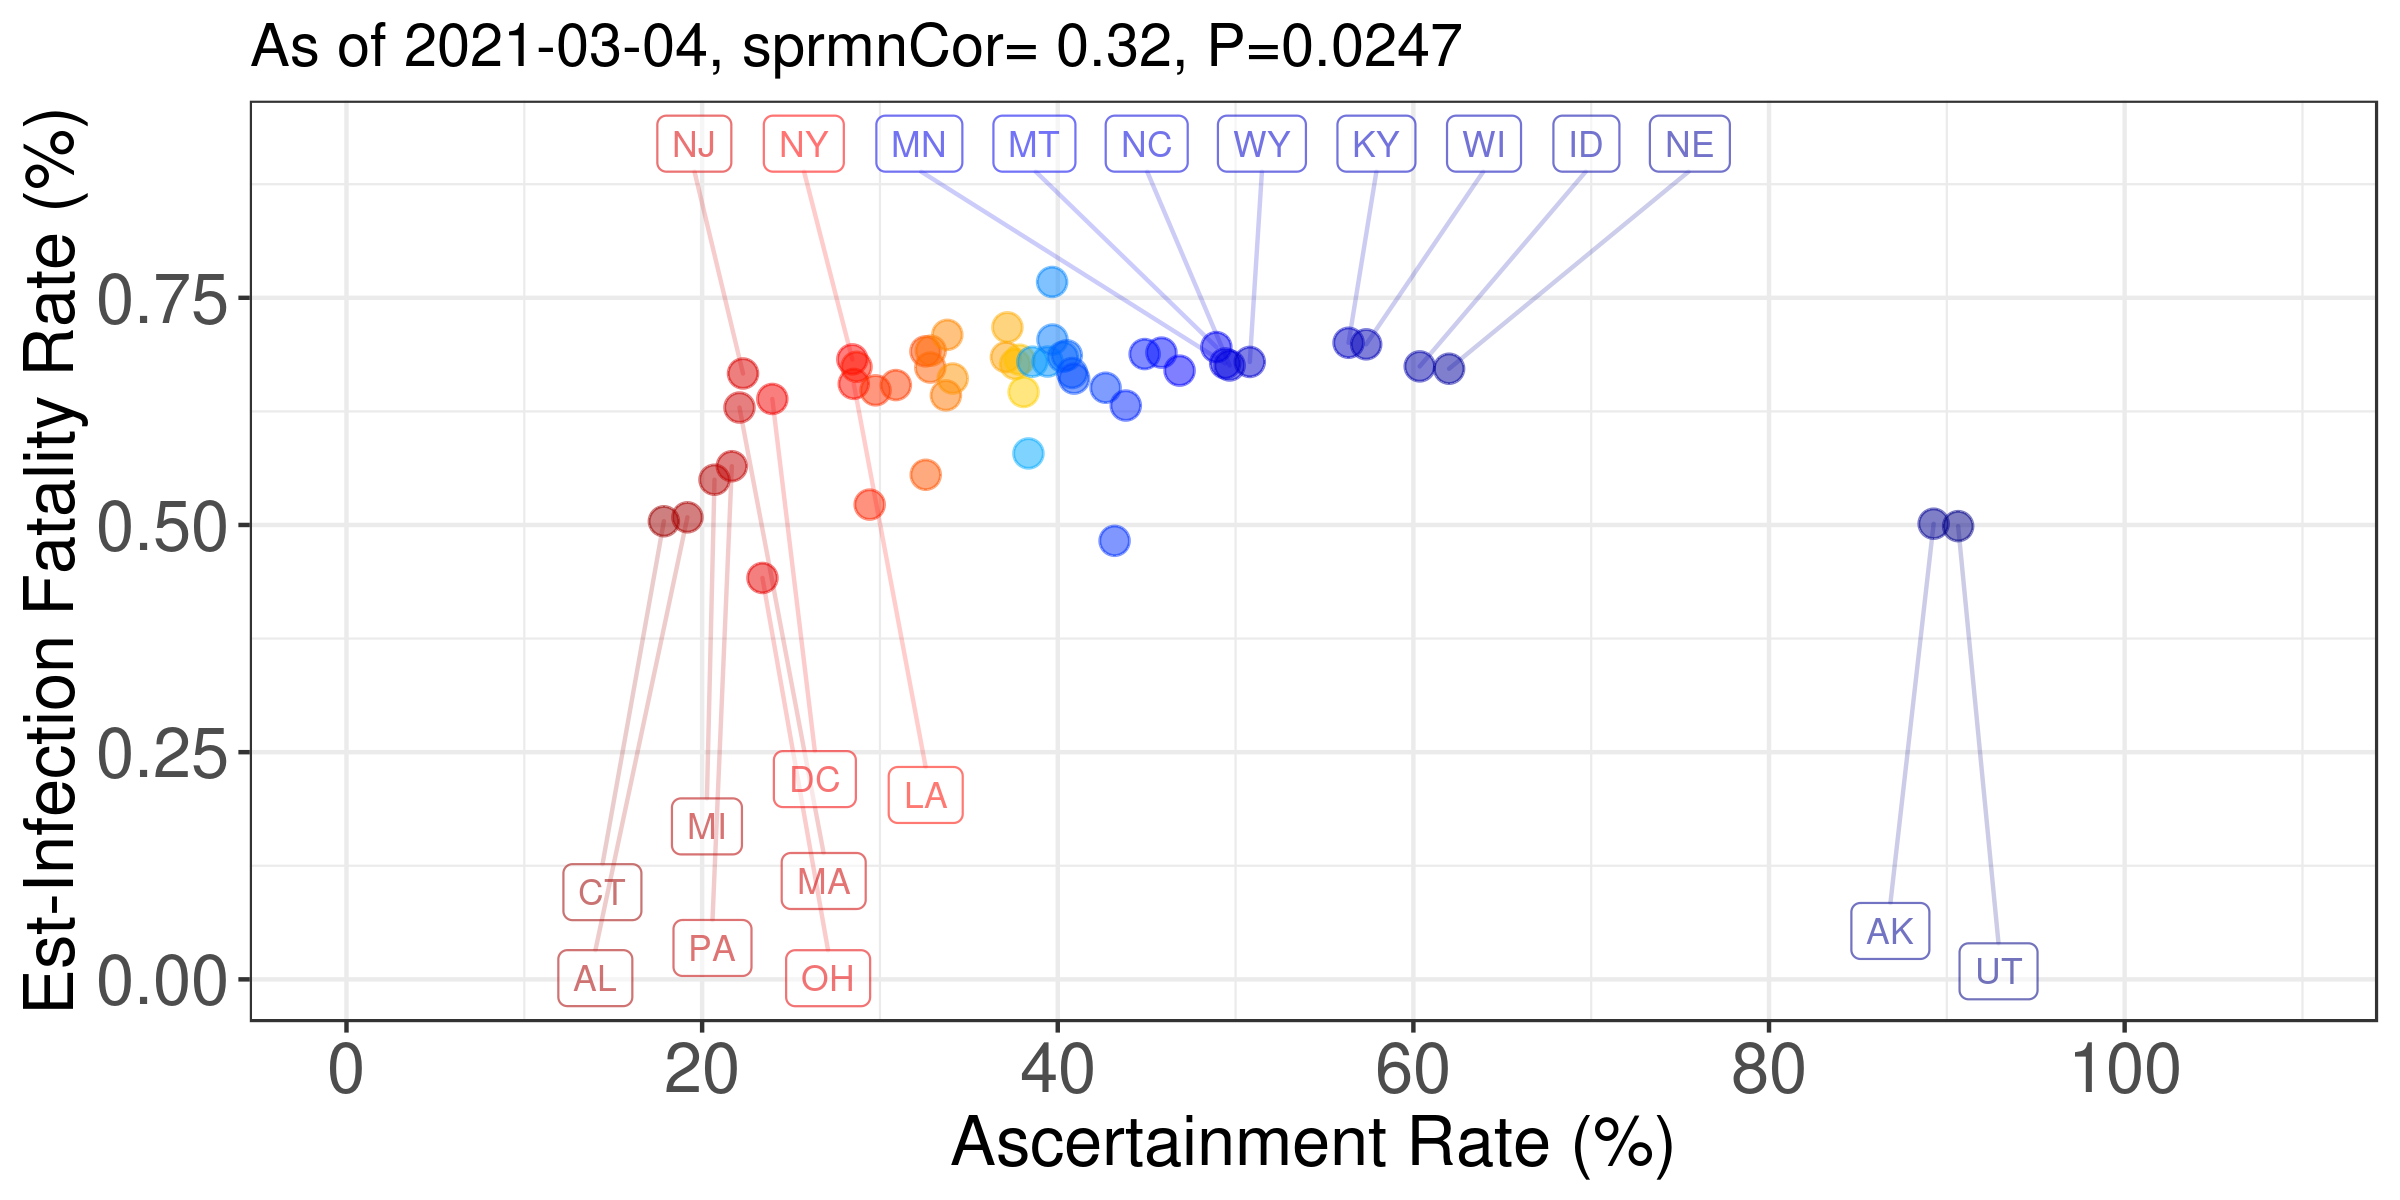 As of 2021-03-04, sprmnCor= 0.32, P=0.0247
Est-Infection Fatality Rate (%)
NJ NY MN MT NC WY KY WI ID NE
0.75
0.50
0.25
0.00
DC LA
MI
MA
CT
AK
PA
UT
AL OH
0 20 40 60 80 100
Ascertainment Rate (%)